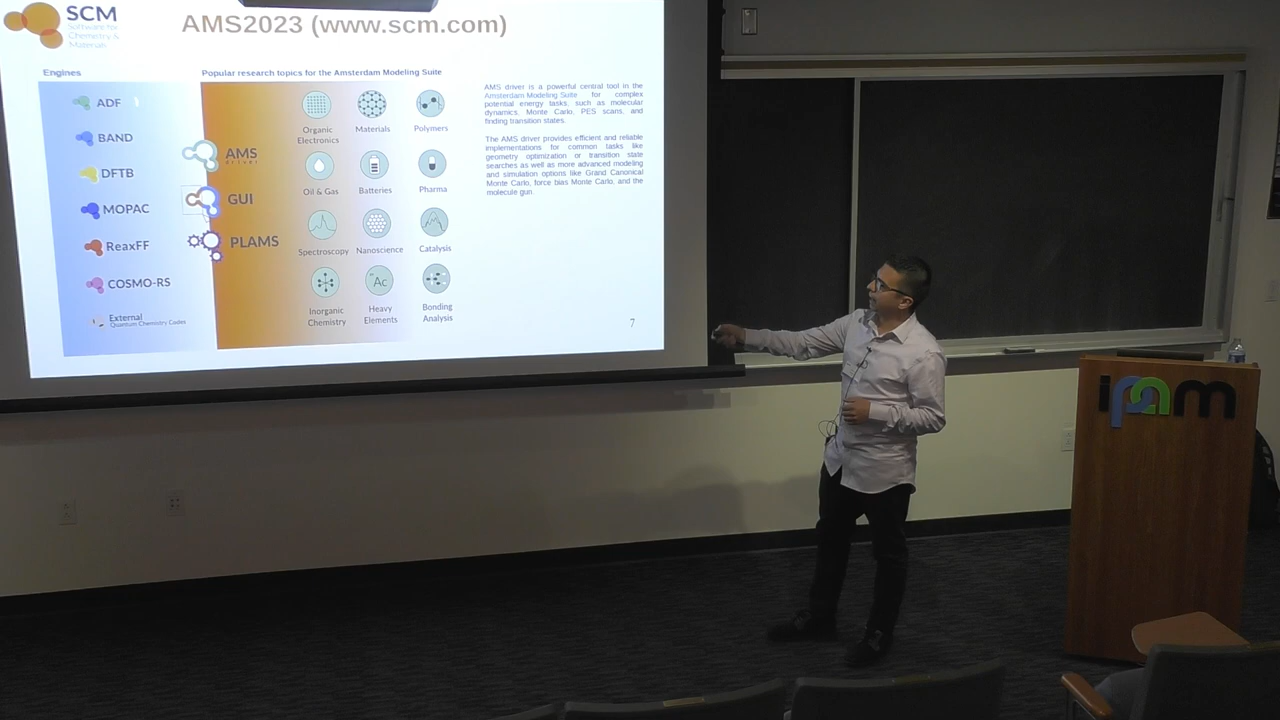 SCM
Software for
Chemistry &
Materials
AMS2023 (www.scm.com)
Engines
ADF
BAND
DFTB
MOPAC
ReaxFF
COSMO-RS
External
Quantum Chemistry Codes
AMS
driver
GUI
PLAMS
Popular research topics for the Amsterdam Modeling Suite
Organic
Electronics
Materials
Polymers
Oil & Gas
Batteries
Pharma
Spectroscopy
Nanoscience
Catalysis
Inorganic
Chemistry
Ac
Heavy
Elements
Bonding
Analysis
AMS driver is a powerful central tool in the
Amsterdam Modeling Suite for complex
potential energy tasks, such as molecular
dynamics, Monte Carlo, PES scans, and
finding transition states.
The AMS driver provides efficient and reliable
implementations for common tasks like
geometry optimization or transition state
searches as well as more advanced modeling
and simulation options like Grand Canonical
Monte Carlo, force bias Monte Carlo, and the
molecule gun.
7
ipam